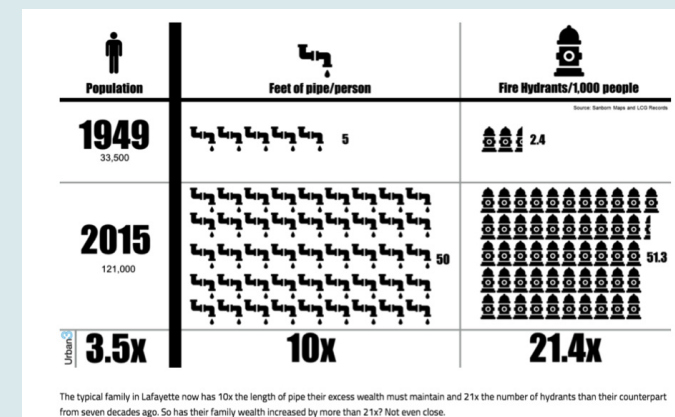 Population
Feet of pipe/person
Fire Hydrants/1,000 people
Source: Sanborn Maps and LCG Records
1949
33,500
5
2.4
2015
121,000
50
51.3
Urban3
3.5x
10x
21.4x
The typical family in Lafayette now has 10x the length of pipe their excess wealth must maintain and 21x the number of hydrants than their counterpart
from seven decades ago. So has their family wealth increased by more than 21x? Not even close.